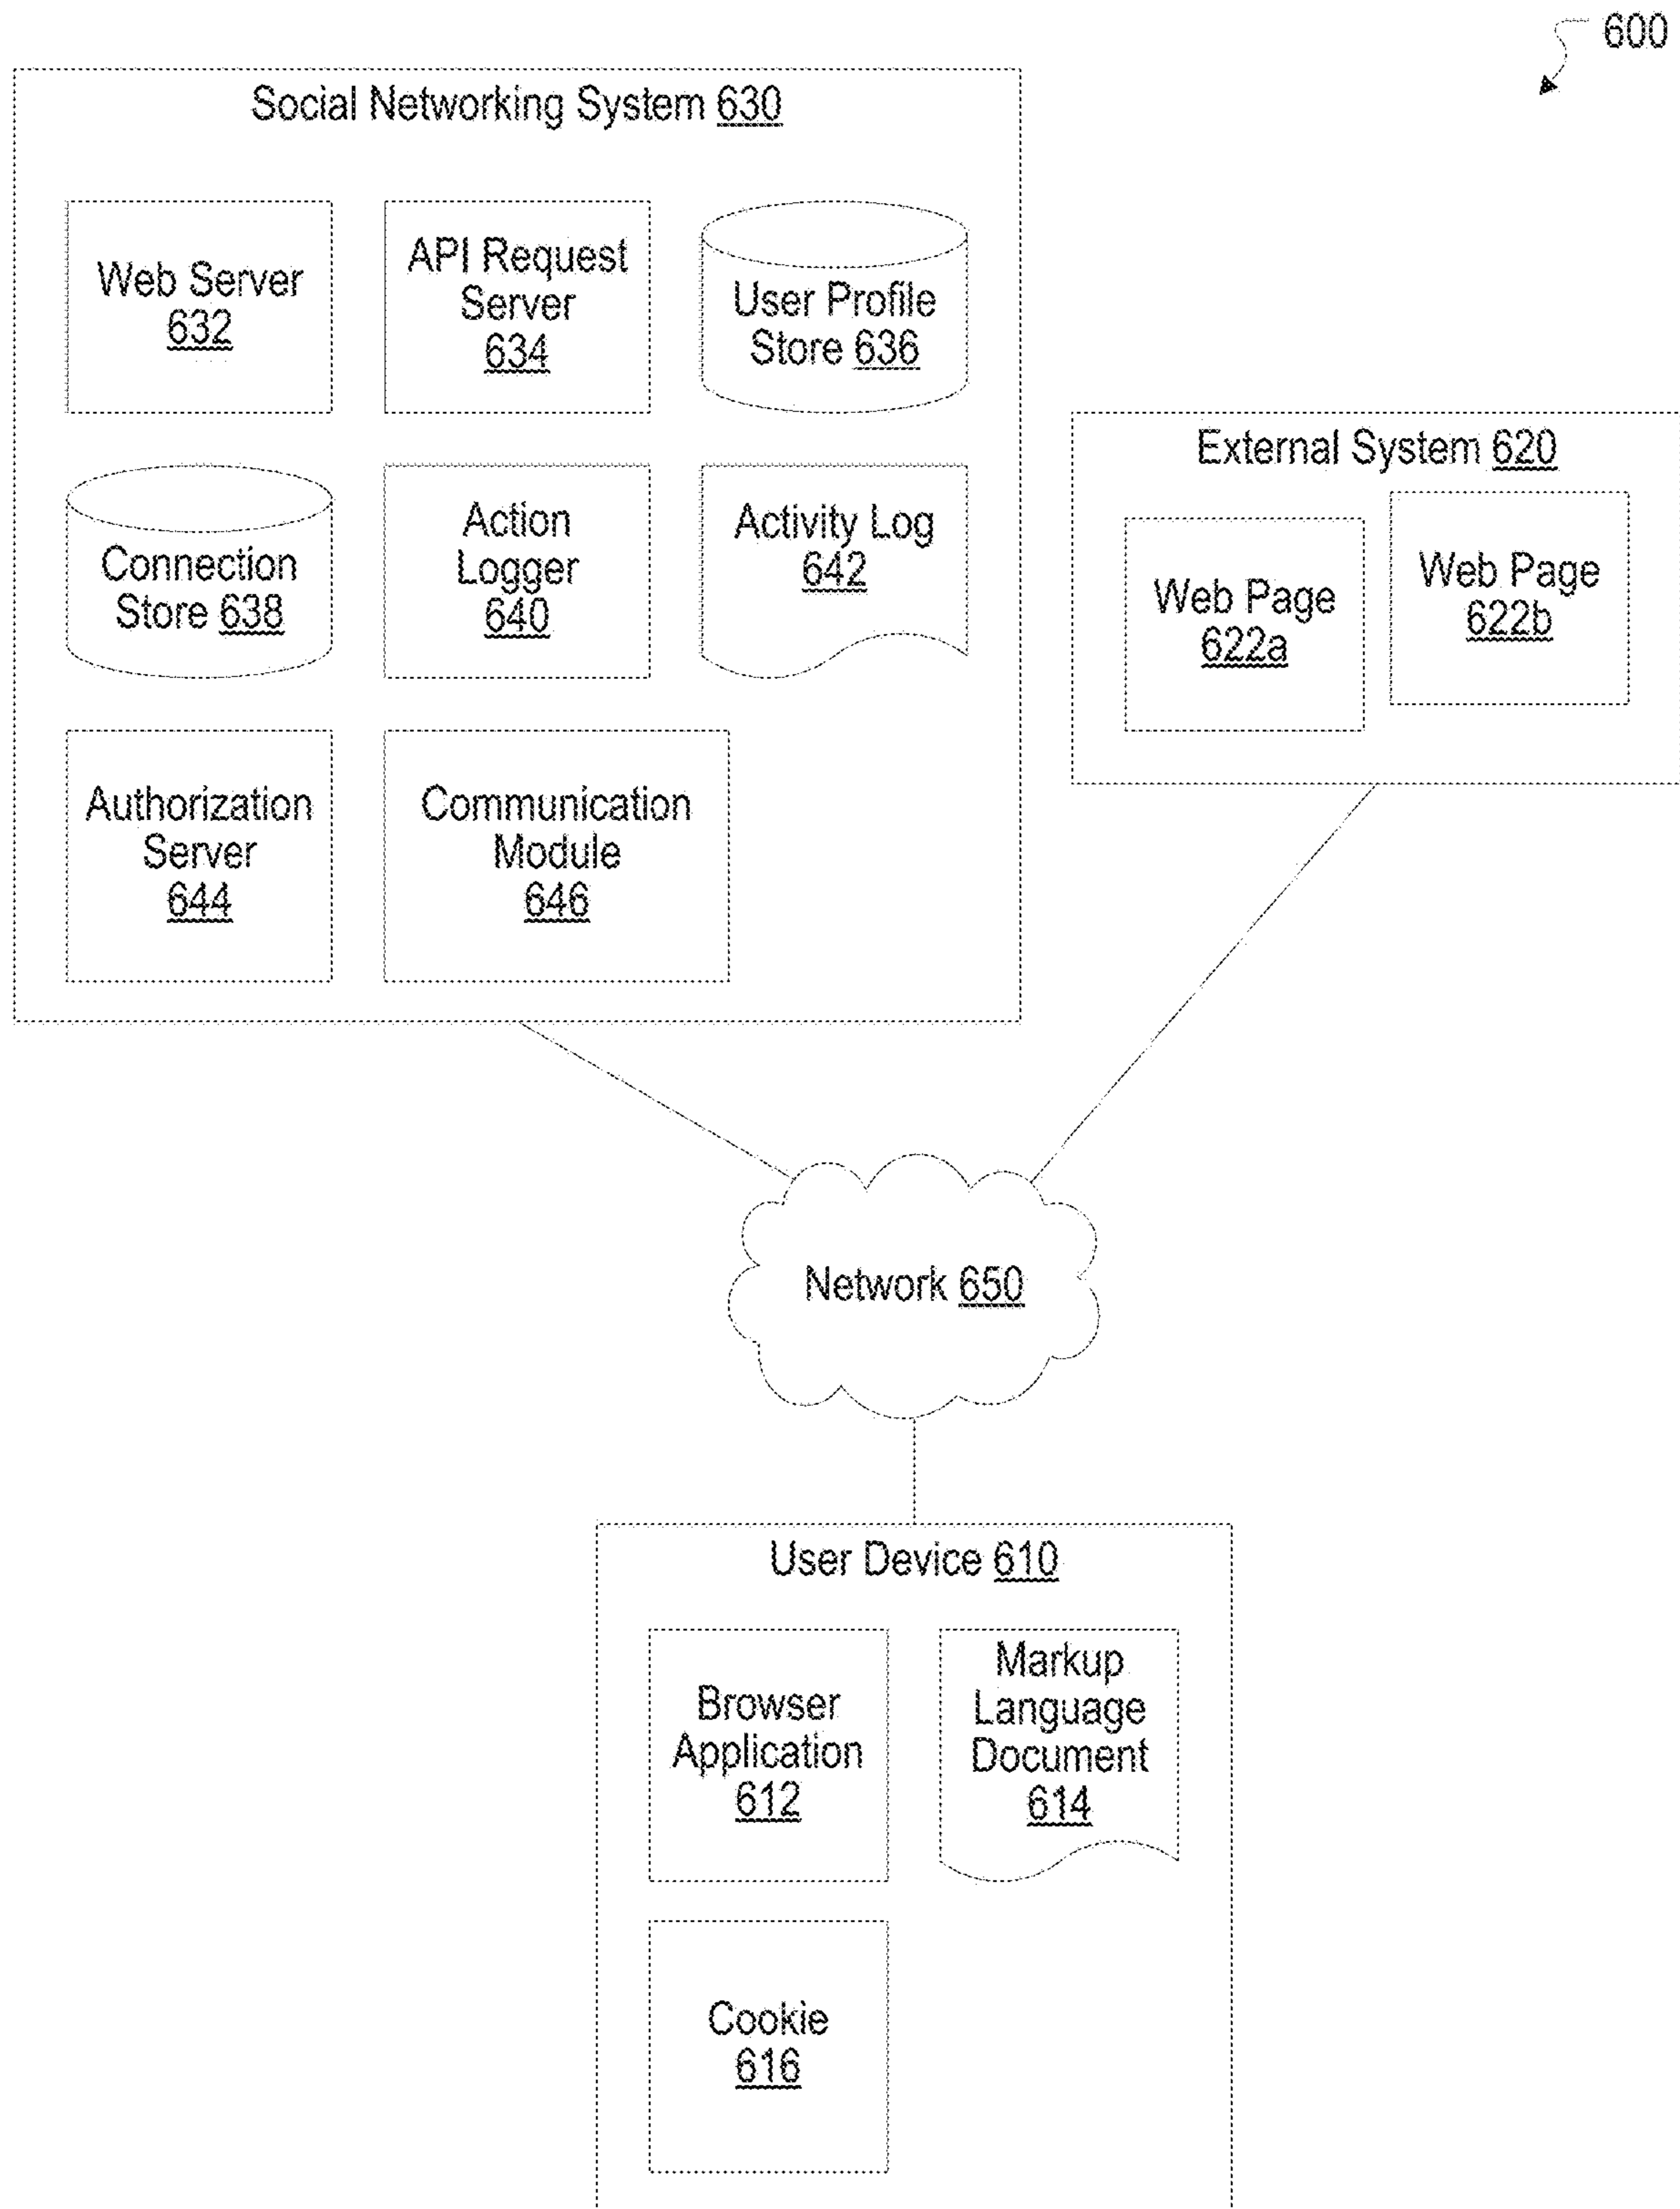 600
Social Networking System 630
Web Server
632
API Request
Server
634
User Profile
Store 636
Connection
Store 638
Action
Logger
640
Activity Log
642
Authorization
Server
644
Communication
Module
646
External System 620
Web Page
622a
Web Page
622b
Network 650
User Device 610
Browser
Application
612
Markup
Language
Document
614
Cookie
616